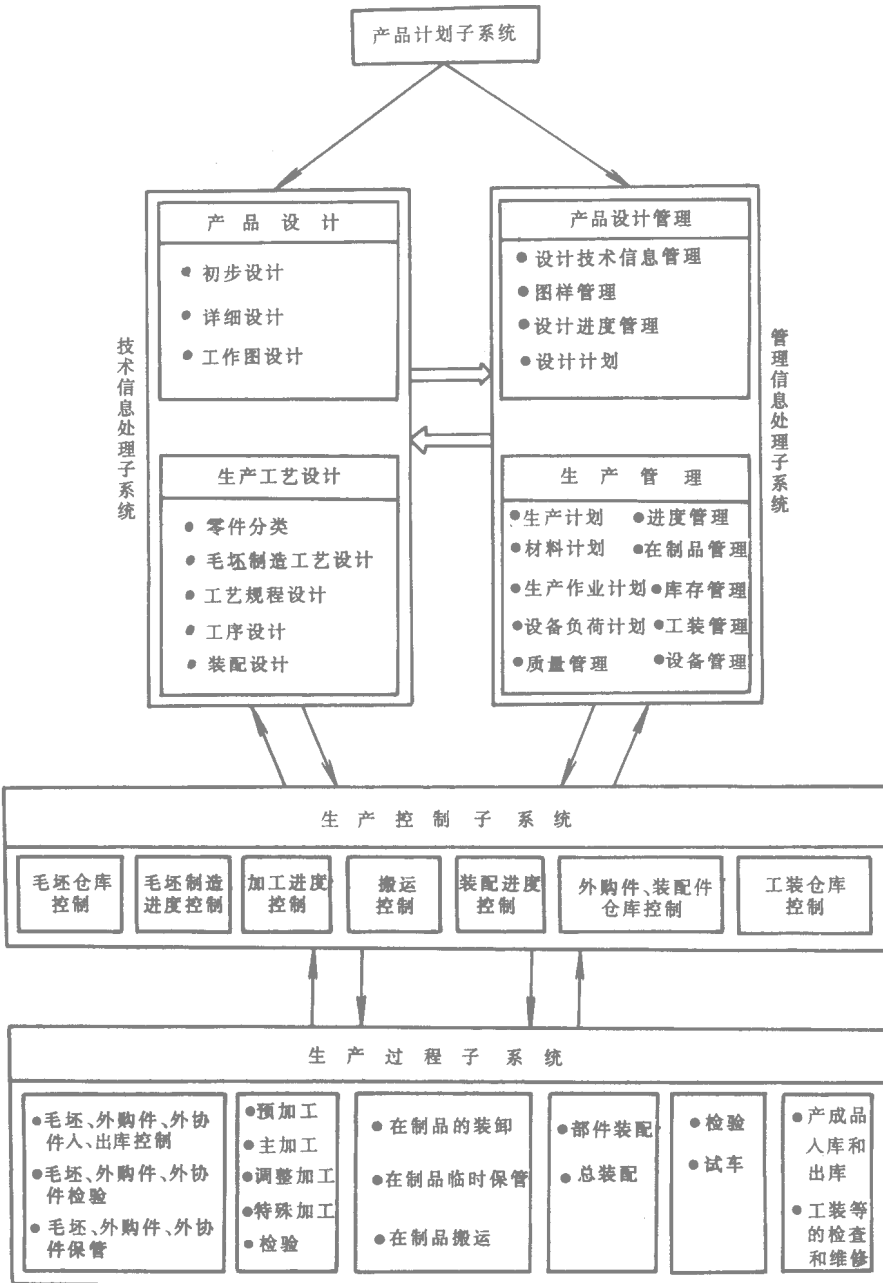 产品计划子系统
技术信息处理子系统
产品设计
●初步设计
●详细设计
●工作图设计
生产工艺设计
●零件分类
●毛坯制造工艺设计
●工艺规程设计
●工序设计
●装配设计
产品设计管理
●设计技术信息管理
●图样管理
●设计进度管理
●设计计划
生产管理
●生产计划 ●进度管理
●材料计划 ●在制品管理
●生产作业计划 ●库存管理
●设备负荷计划 ●工装管理
●质量管理 ●设备管理
管理信息处理子系统
生产控制子系统
毛坯仓库
控制
毛坯制造
进度控制
加工进度
控制
搬运
控制
装配进度
控制
外购件、装配件
仓库控制
工装仓库
控制
生产过程子系统
●毛坯、外购件、外协
件入、出库控制
●毛坯、外购件、外协
件检验
●毛坯、外购件、外协
件保管
●预加工
●主加工
●调整加工
●特殊加工
●检验
●在制品的装卸
●在制品临时保管
●在制品搬运
●部件装配
●总装配
●检验
●试车
●产成品
入库和
出库
●工装等
的检查
和维修